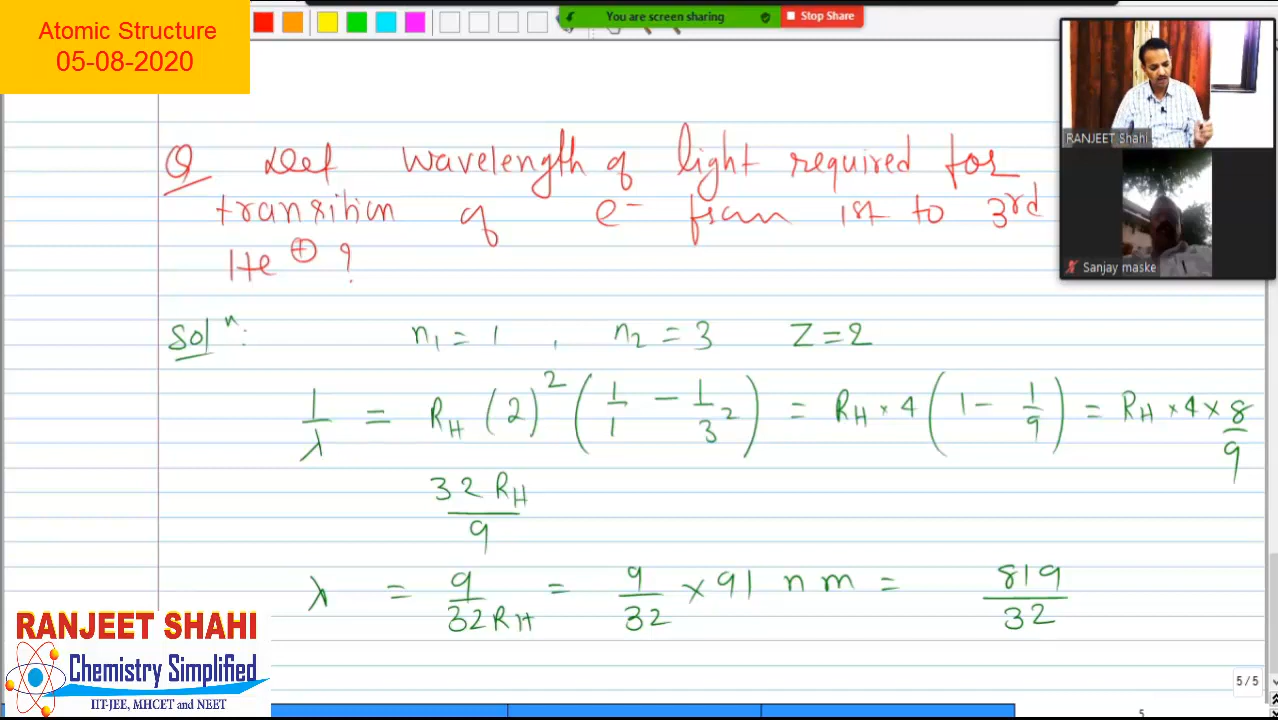 Atomic Structure
05-08-2020
You are screen sharing
Stop Share
RANJEET Shahi
Sanjay maske
Q Det wavelength of light required for
transition of e⁻ from 1st to 3rd
He⊕ ?
Solⁿ: n₁ = 1 , n₂ = 3 Z = 2
1/λ = R_H (2)² (1/1 − 1/3²) = R_H × 4 (1 − 1/9) = R_H × 4 × 8/9
32 R_H/9
λ = 9/32R_H = 9/32 × 91 nm = 819/32
RANJEET SHAHI
Chemistry Simplified
IIT-JEE, MHCET and NEET
5/5
5